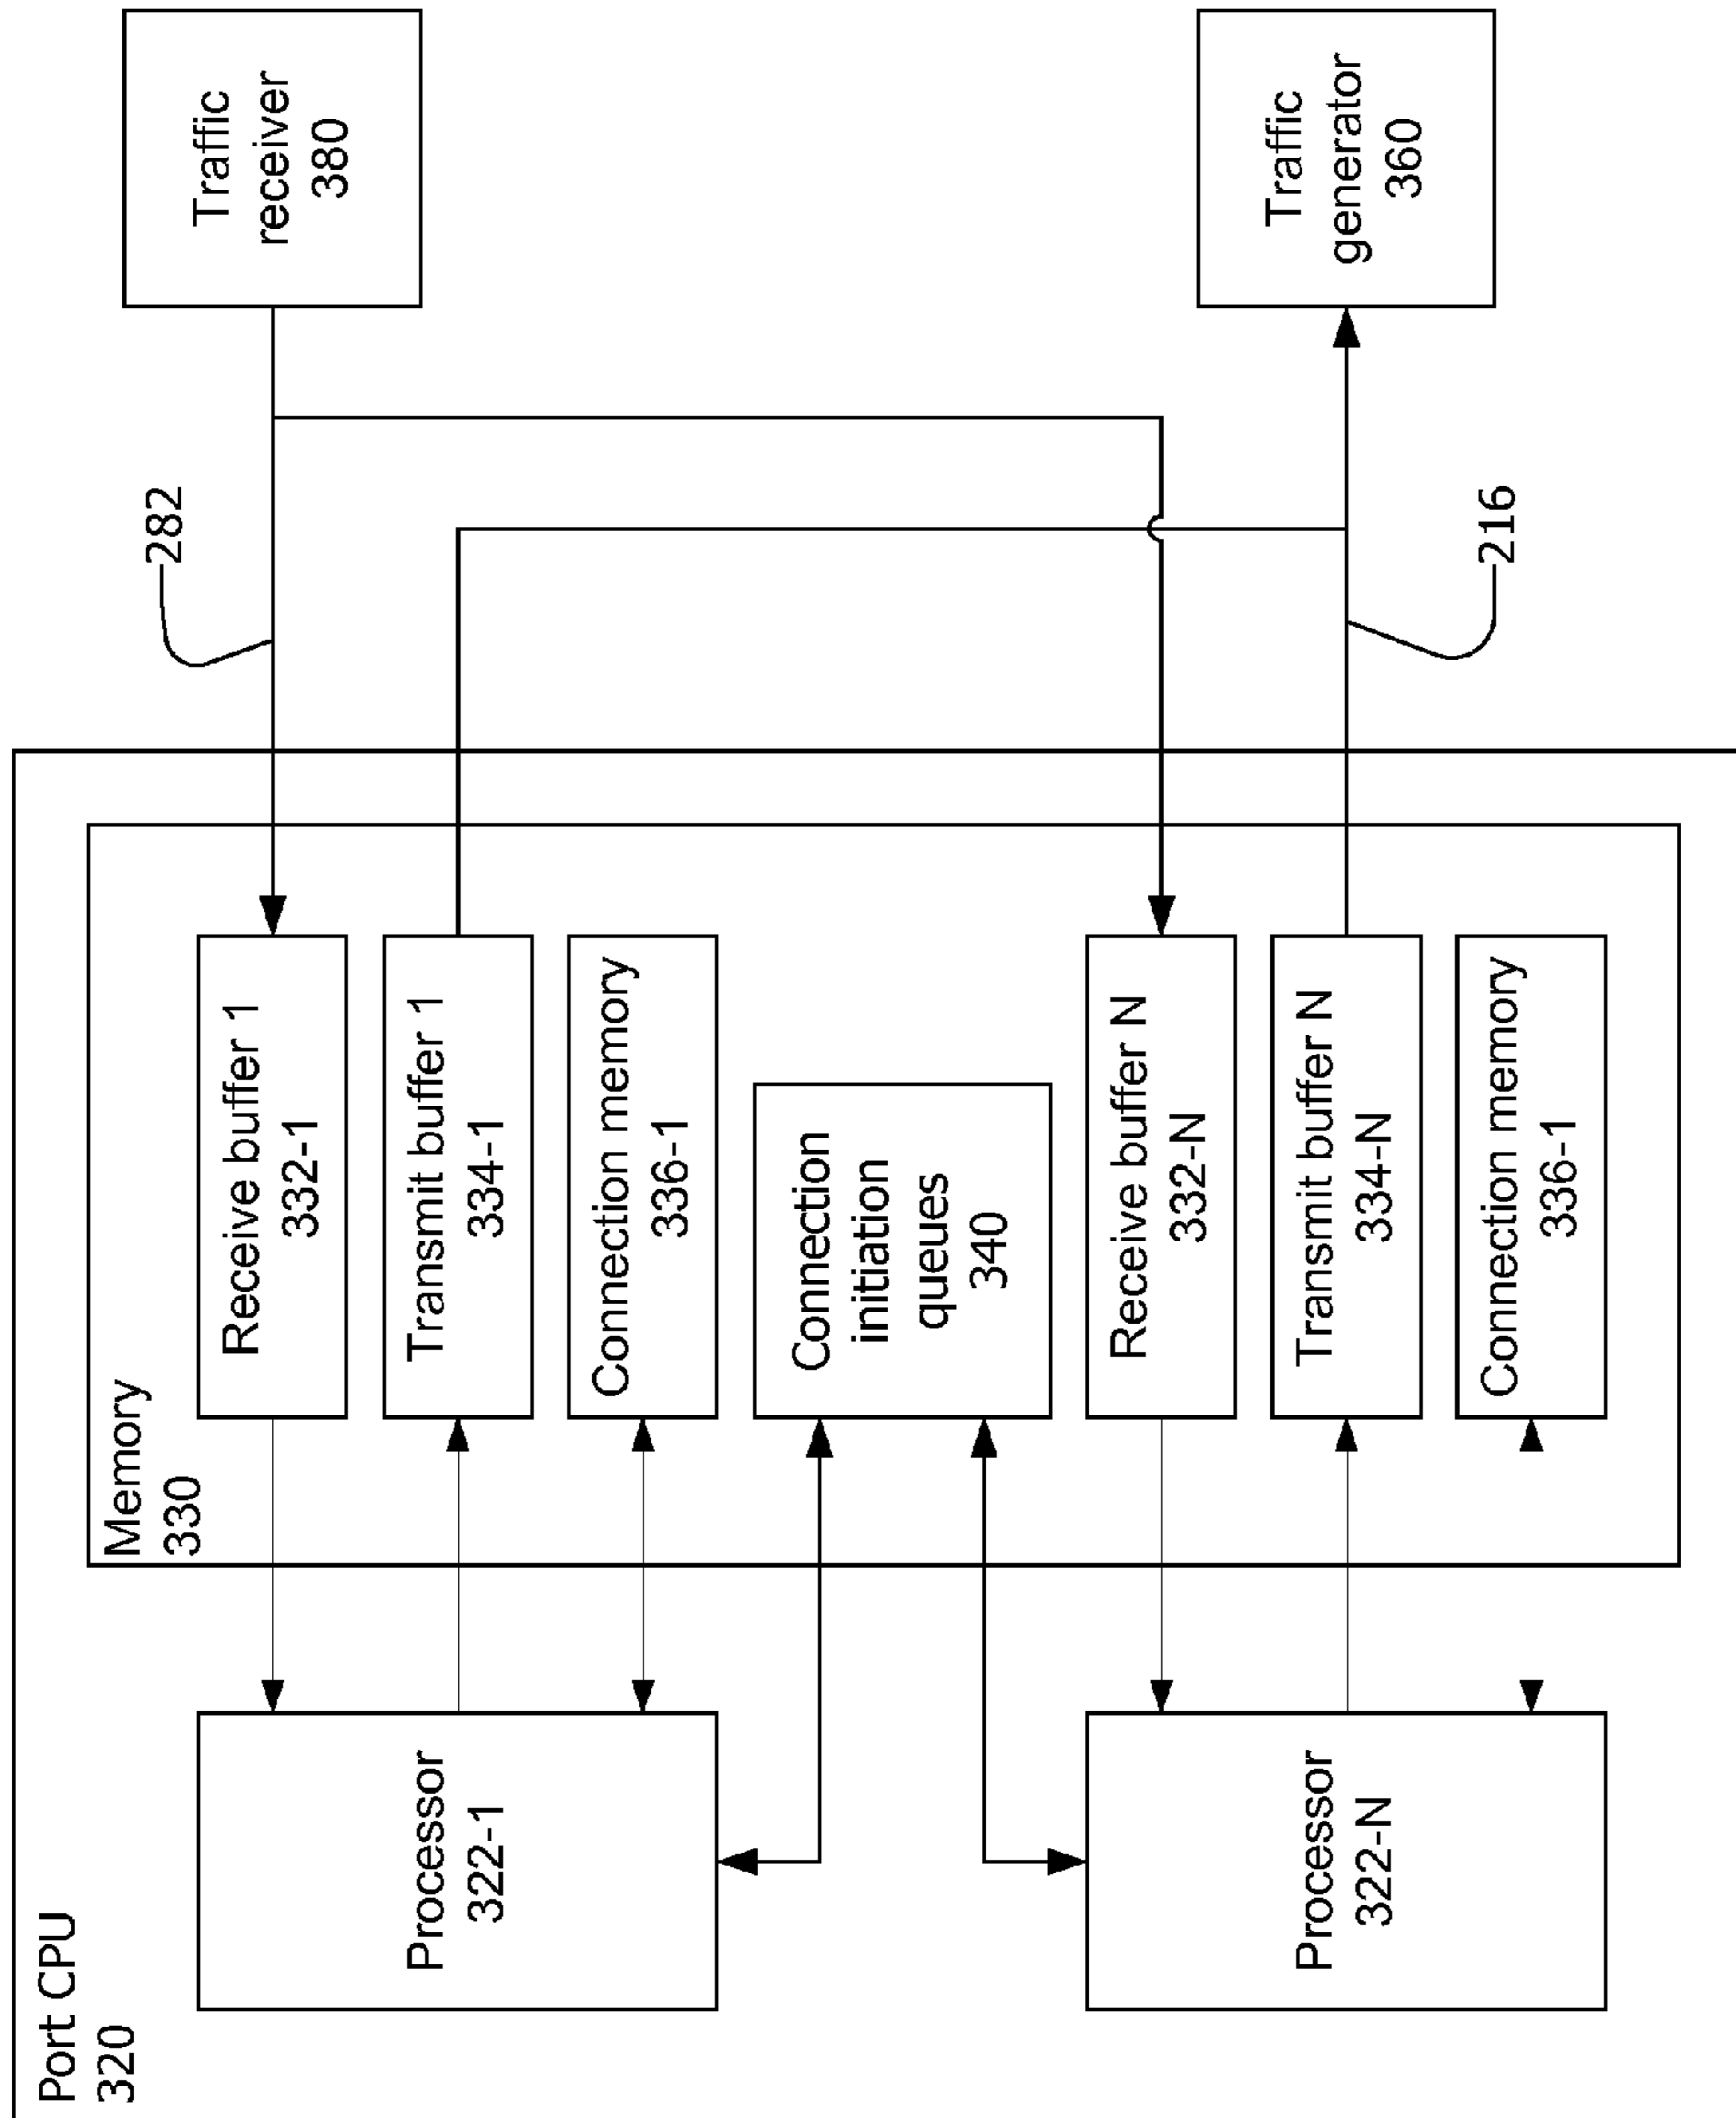 Port CPU
320
Memory
330
Processor
322-1
Receive buffer 1
332-1
Transmit buffer 1
334-1
Connection memory
336-1
Connection
initiation
queues
340
Processor
322-N
Receive buffer N
332-N
Transmit buffer N
334-N
Connection memory
336-1
282
216
Traffic
receiver
380
Traffic
generator
360